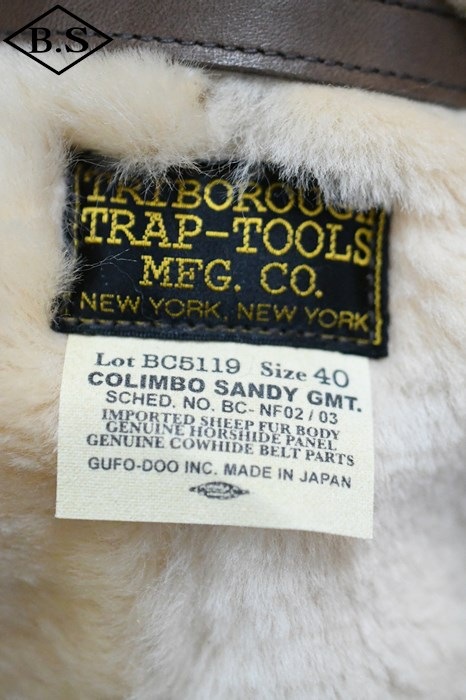 B.S
TRIBOROUGH
TRAP-TOOLS
MFG. CO.
NEW YORK, NEW YORK
Lot BC5119 Size 40
COLIMBO SANDY GMT.
SCHED. NO. BC-NF02/03
IMPORTED SHEEP FUR BODY
GENUINE HORSHIDE PANEL
GENUINE COWHIDE BELT PARTS
GUFO-DOO INC. MADE IN JAPAN